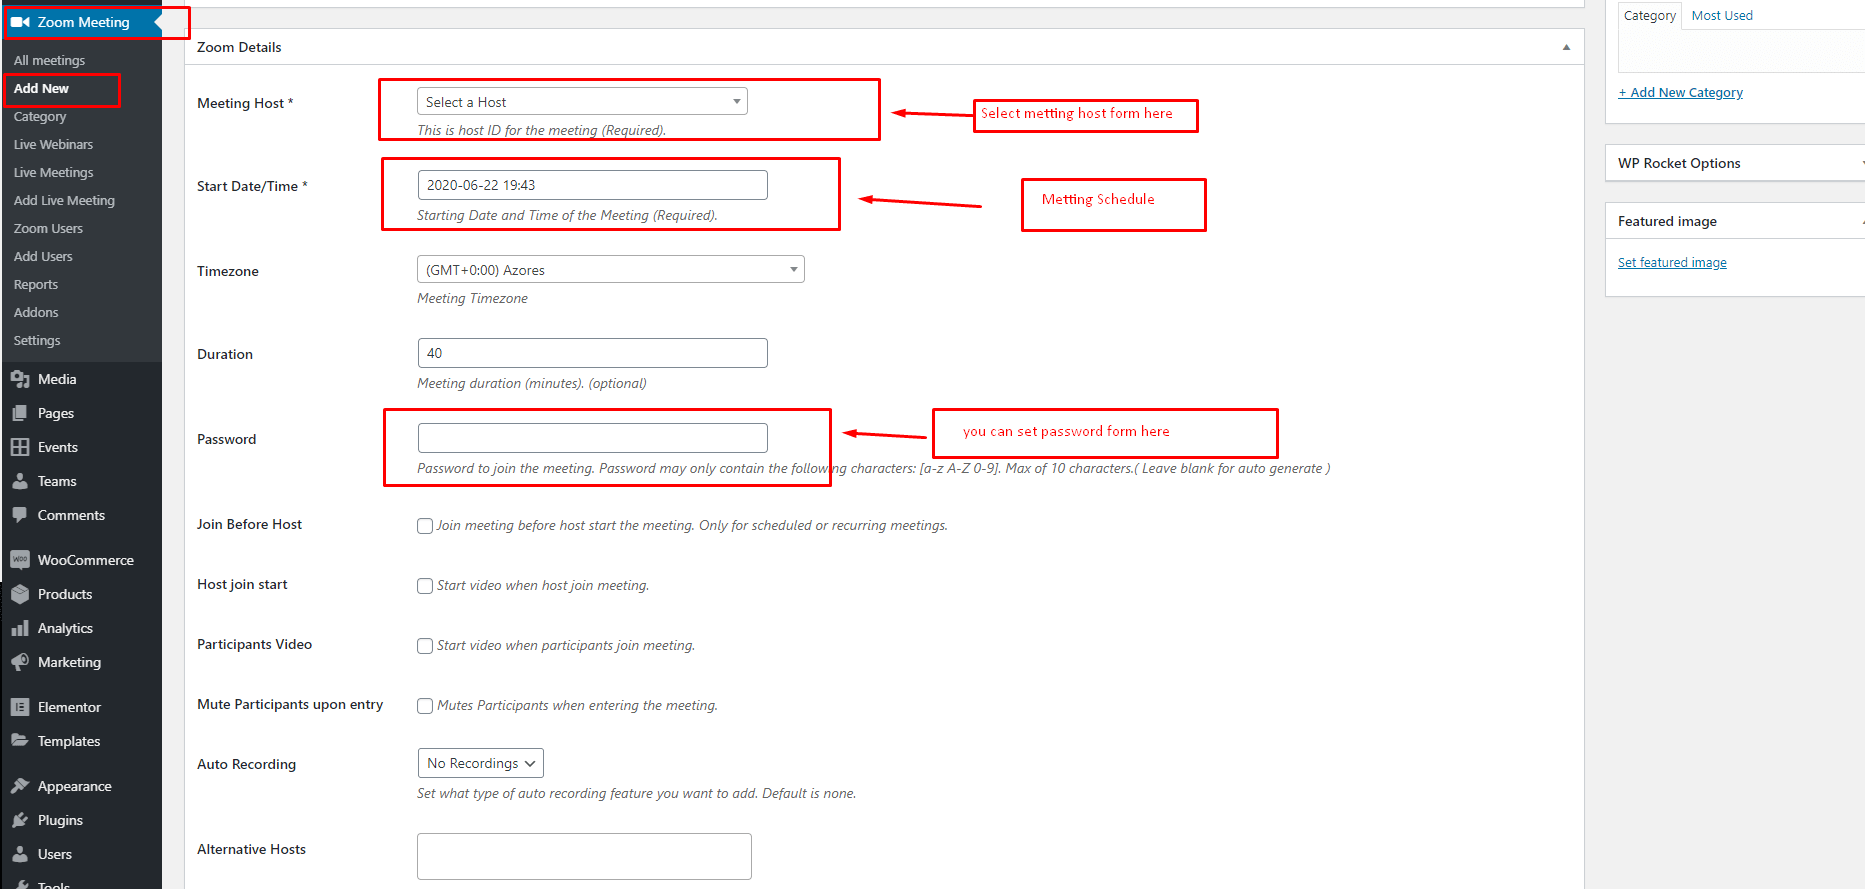 Zoom Meeting
All meetings
Add New
Category
Live Webinars
Live Meetings
Add Live Meeting
Zoom Users
Add Users
Reports
Addons
Settings
Media
Pages
Events
Teams
Comments
WooCommerce
Products
Analytics
Marketing
Elementor
Templates
Appearance
Plugins
Users
Tools
Zoom Details
Meeting Host *
Select a Host
This is host ID for the meeting (Required).
Select metting host form here
Start Date/Time *
2020-06-22 19:43
Starting Date and Time of the Meeting (Required).
Metting Schedule
Timezone
(GMT+0:00) Azores
Meeting Timezone
Duration
40
Meeting duration (minutes). (optional)
Password
you can set password form here
Password to join the meeting. Password may only contain the following characters: [a-z A-Z 0-9]. Max of 10 characters.( Leave blank for auto generate )
Join Before Host
Join meeting before host start the meeting. Only for scheduled or recurring meetings.
Host join start
Start video when host join meeting.
Participants Video
Start video when participants join meeting.
Mute Participants upon entry
Mutes Participants when entering the meeting.
Auto Recording
No Recordings
Set what type of auto recording feature you want to add. Default is none.
Alternative Hosts
Category
Most Used
+ Add New Category
WP Rocket Options
Featured image
Set featured image